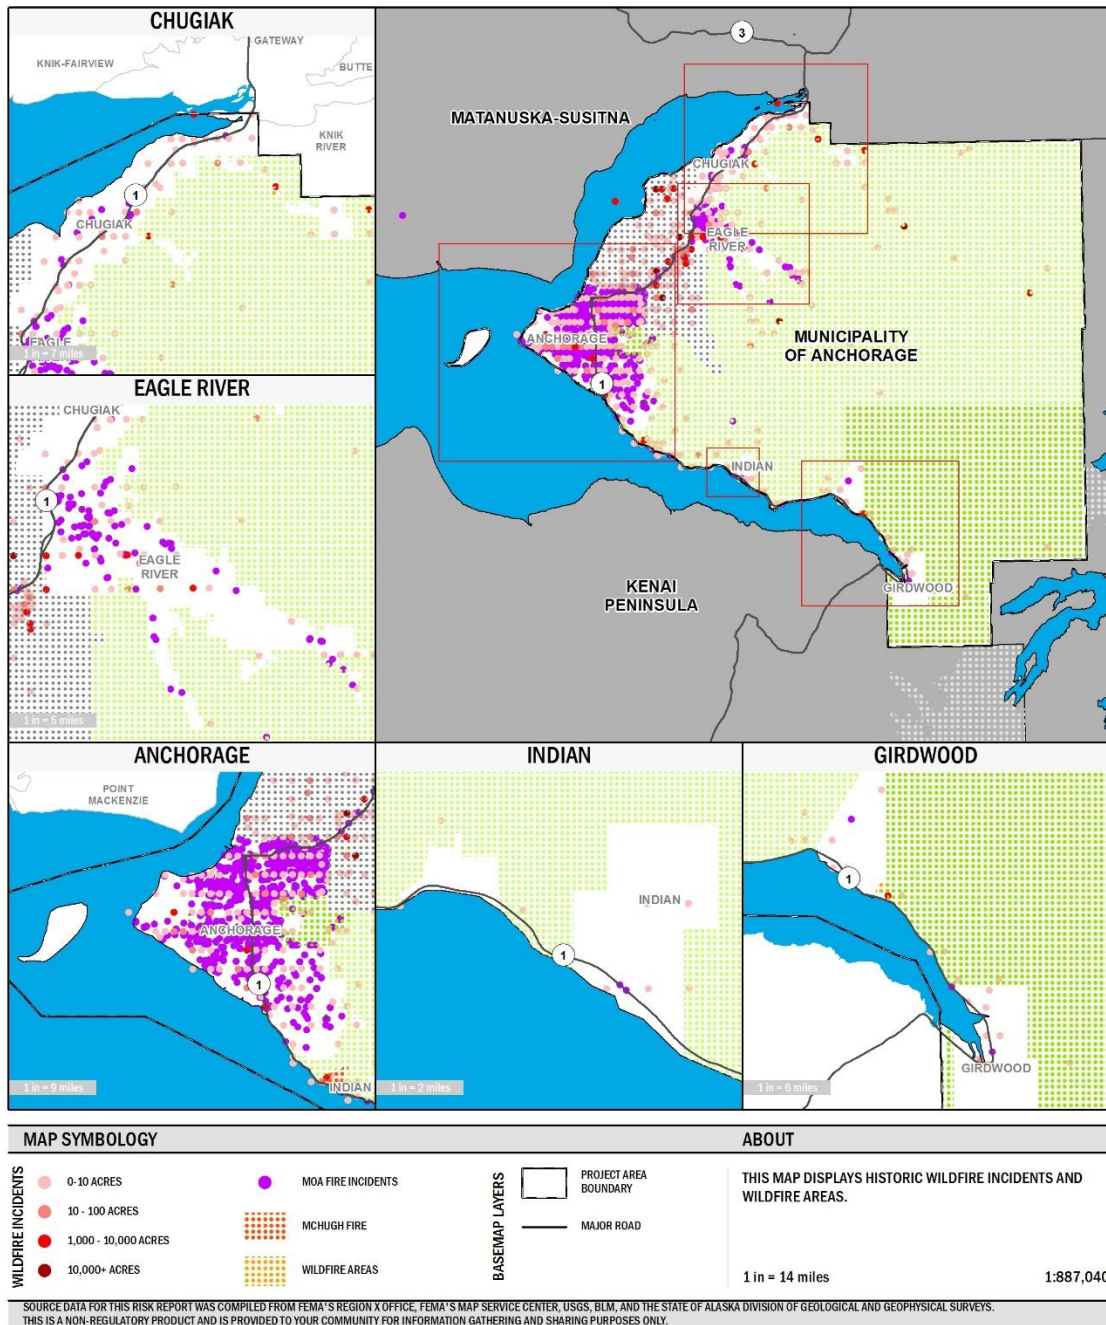 CHUGIAK
GATEWAY
KNIK-FAIRVIEW
BUTTE
KNIK
RIVER
1
CHUGIAK
EAGLE
1 in = 7 miles
3
MATANUSKA-SUSITNA
CHUGIAK
EAGLE
RIVER
MUNICIPALITY
OF ANCHORAGE
ANCHORAGE
1
INDIAN
KENAI
PENINSULA
GIRDWOOD
EAGLE RIVER
CHUGIAK
1
EAGLE
RIVER
1 in = 5 miles
ANCHORAGE
POINT
MACKENZIE
ANCHORAGE
1
INDIAN
1 in = 9 miles
INDIAN
INDIAN
1
1 in = 2 miles
GIRDWOOD
1
GIRDWOOD
1 in = 6 miles
MAP SYMBOLOGY
WILDFIRE INCIDENTS
0-10 ACRES
10 - 100 ACRES
1,000 - 10,000 ACRES
10,000+ ACRES
MOA FIRE INCIDENTS
MCHUGH FIRE
WILDFIRE AREAS
BASEMAP LAYERS
PROJECT AREA
BOUNDARY
MAJOR ROAD
ABOUT
THIS MAP DISPLAYS HISTORIC WILDFIRE INCIDENTS AND
WILDFIRE AREAS.
1 in = 14 miles 1:887,040
SOURCE DATA FOR THIS RISK REPORT WAS COMPILED FROM FEMA'S REGION X OFFICE, FEMA'S MAP SERVICE CENTER, USGS, BLM, AND THE STATE OF ALASKA DIVISION OF GEOLOGICAL AND GEOPHYSICAL SURVEYS.
THIS IS A NON-REGULATORY PRODUCT AND IS PROVIDED TO YOUR COMMUNITY FOR INFORMATION GATHERING AND SHARING PURPOSES ONLY.